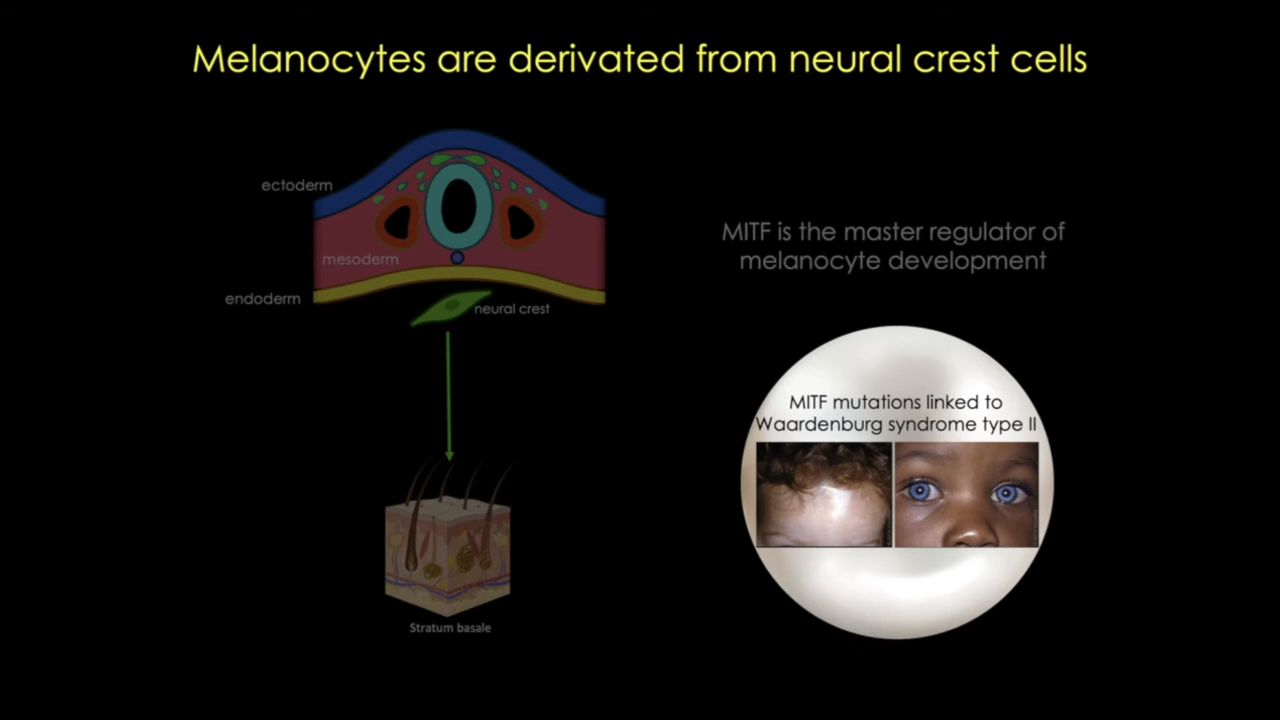 Melanocytes are derivated from neural crest cells
ectoderm
mesoderm
endoderm
neural crest
Stratum basale
MITF is the master regulator of
melanocyte development
MITF mutations linked to
Waardenburg syndrome type II